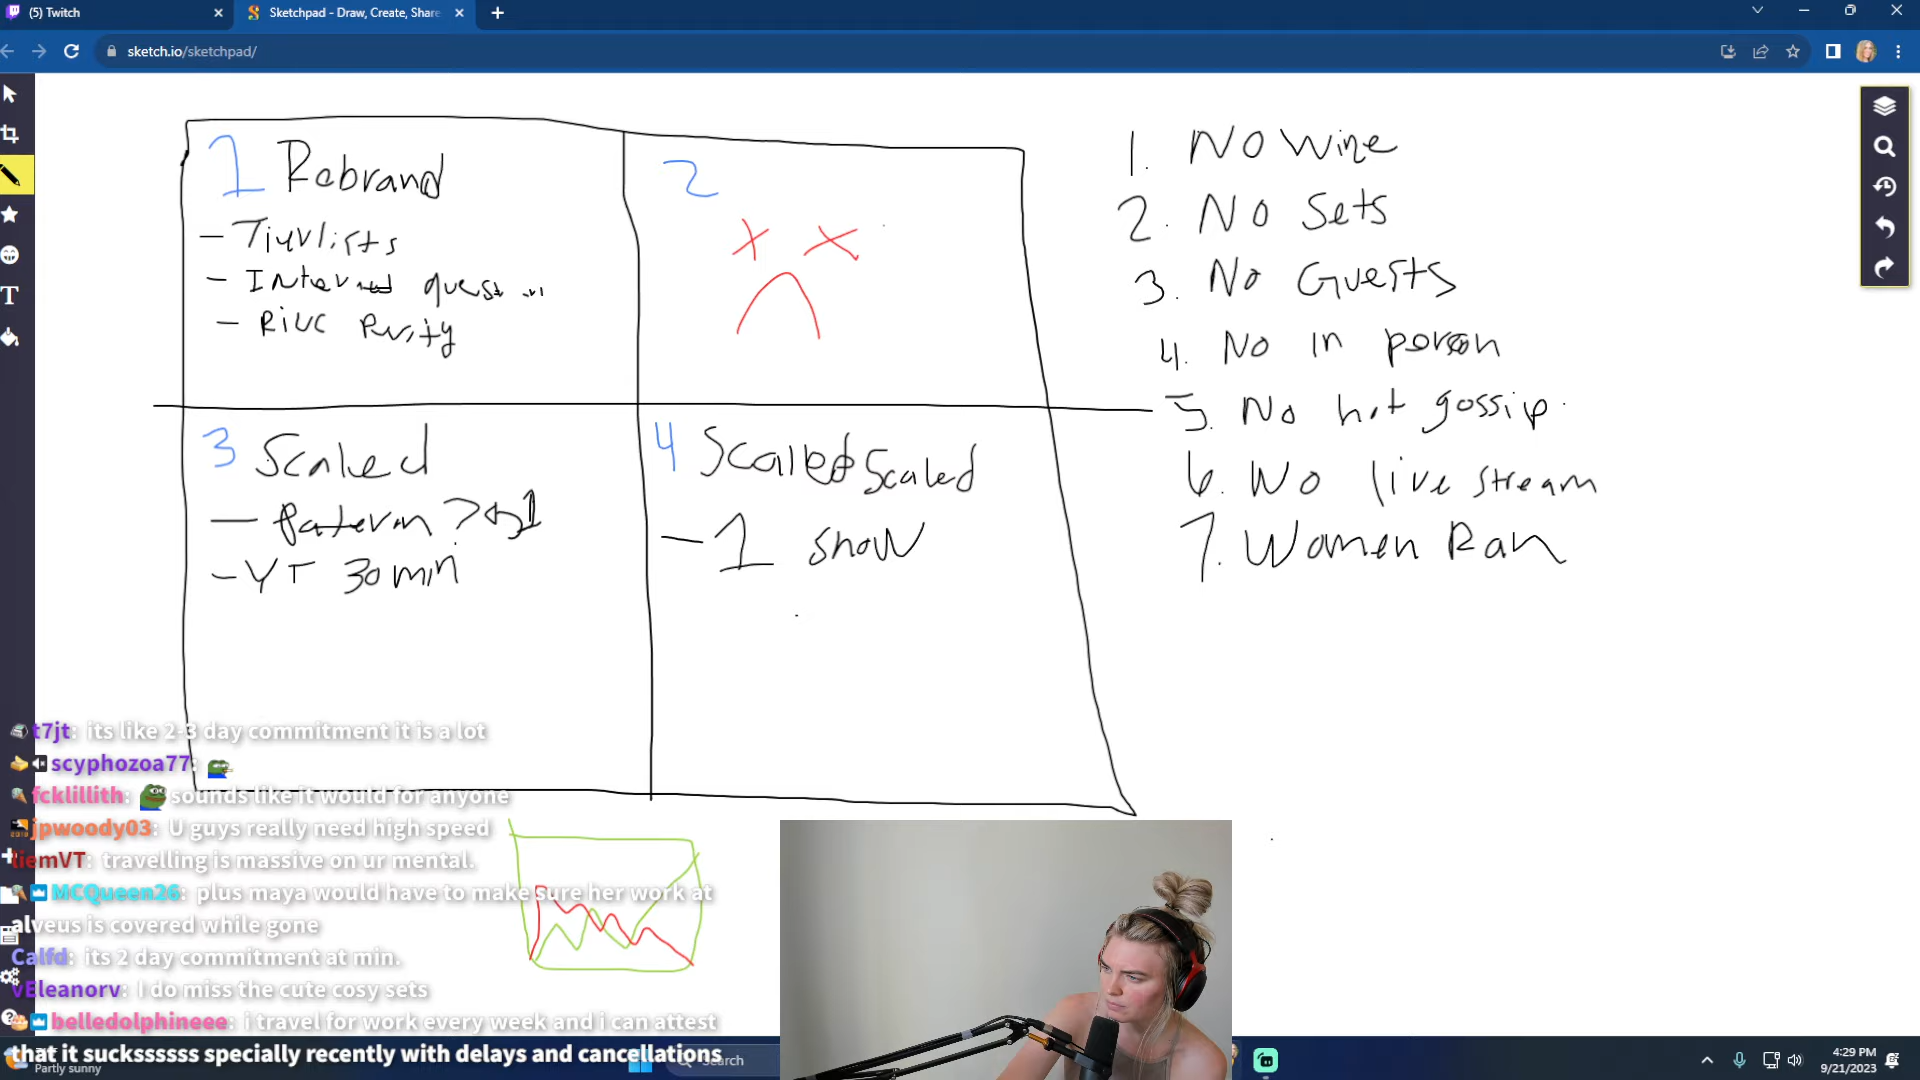 (5) Twitch
Sketchpad - Draw, Create, Share
sketch.io/sketchpad/
1 Rebrand
- Tierlists
- Internet quest
- Rice Purity
2
3 Scaled
- Patreon ? 1
- YT 30min
4 Scaled Scaled
- 1 show
1. No Wine
2. No Sets
3. No Guests
4. No in person
5. No hot gossip
6. No live stream
7. Women Ran
t7jt: its like 2-3 day commitment it is a lot
scyphozoa77:
fcklillith: sounds like it would for anyone
jpwoody03: U guys really need high speed
liemVT: travelling is massive on ur mental.
MCQueen26: plus maya would have to make sure her work at
alveus is covered while gone
Calfd: its 2 day commitment at min.
vEleanorv: I do miss the cute cosy sets
belledolphineee: i travel for work every week and i can attest
that it suckssssss specially recently with delays and cancellations
Partly sunny
Search
4:29 PM
9/21/2023